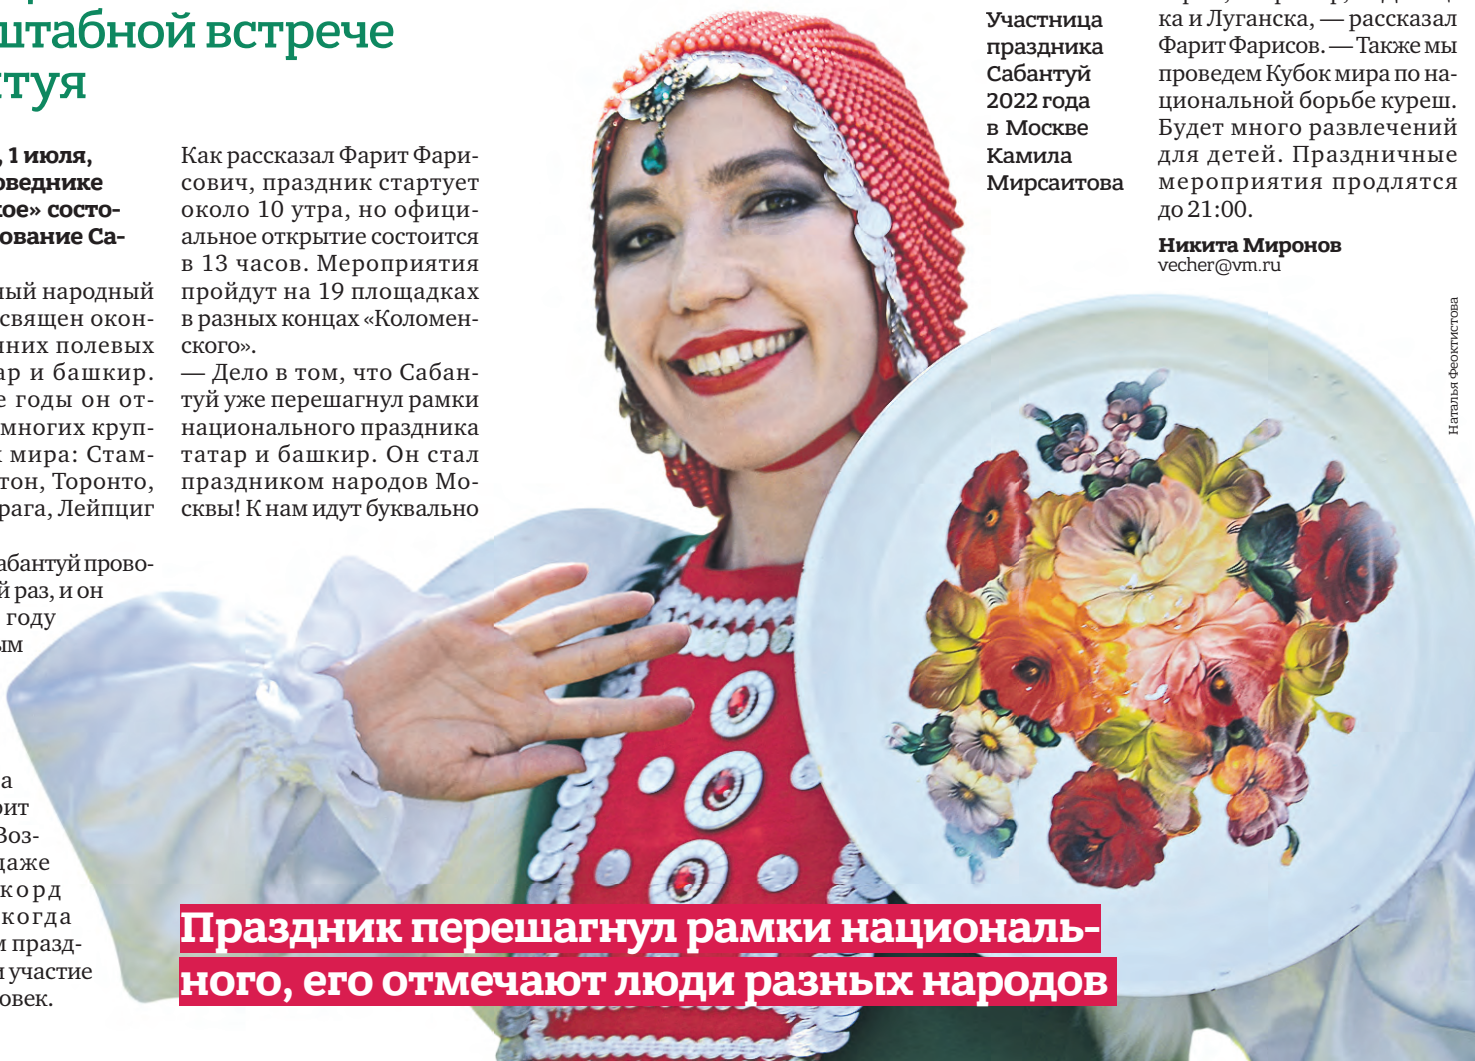 штабной встрече
туя
, 1 июля,
оведнике
кое» состо-
ование Са-
ный народный
священ окон-
нних полевых
ар и башкир.
е годы он от-
многих круп-
х мира: Стам-
тон, Торонто,
рага, Лейпциг
абантуй прово-
й раз, и он
году
ым
а
рит
Воз-
даже
корд
когда
м празд-
и участие
овек.
Как рассказал Фарит Фари-
сович, праздник стартует
около 10 утра, но офици-
альное открытие состоится
в 13 часов. Мероприятия
пройдут на 19 площадках
в разных концах «Коломен-
ского».
— Дело в том, что Сабан-
туй уже перешагнул рамки
национального праздника
татар и башкир. Он стал
праздником народов Мо-
сквы! К нам идут буквально
Участница
праздника
Сабантуй
2022 года
в Москве
Камила
Мирсаитова
ка и Луганска, — рассказал
Фарит Фарисов. — Также мы
проведем Кубок мира по на-
циональной борьбе куреш.
Будет много развлечений
для детей. Праздничные
мероприятия продлятся
до 21:00.
Никита Миронов
vecher@vm.ru
Наталья Феоктистова
Праздник перешагнул рамки националь-
ного, его отмечают люди разных народов